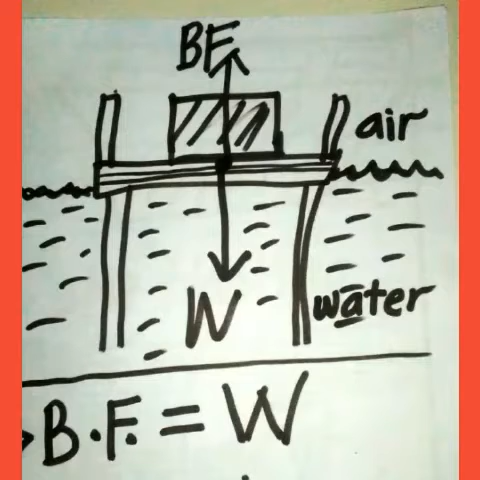 BF
air
W
water
B.F. = W